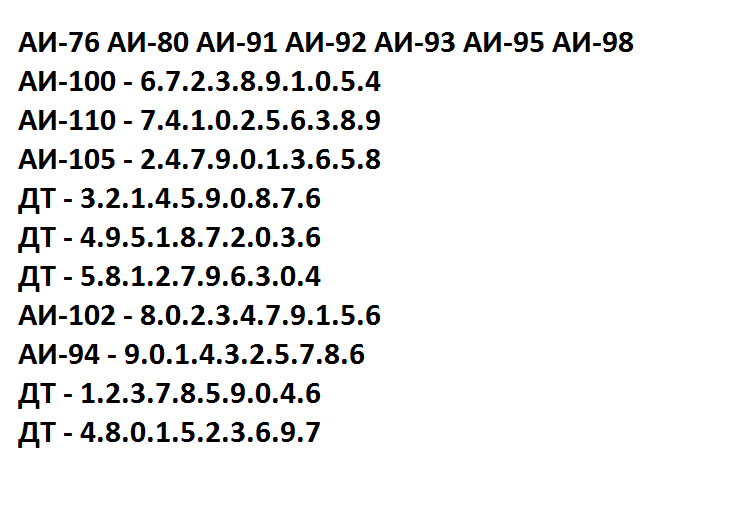 АИ-76 АИ-80 АИ-91 АИ-92 АИ-93 АИ-95 АИ-98
АИ-100 - 6.7.2.3.8.9.1.0.5.4
АИ-110 - 7.4.1.0.2.5.6.3.8.9
АИ-105 - 2.4.7.9.0.1.3.6.5.8
ДТ - 3.2.1.4.5.9.0.8.7.6
ДТ - 4.9.5.1.8.7.2.0.3.6
ДТ - 5.8.1.2.7.9.6.3.0.4
АИ-102 - 8.0.2.3.4.7.9.1.5.6
АИ-94 - 9.0.1.4.3.2.5.7.8.6
ДТ - 1.2.3.7.8.5.9.0.4.6
ДТ - 4.8.0.1.5.2.3.6.9.7